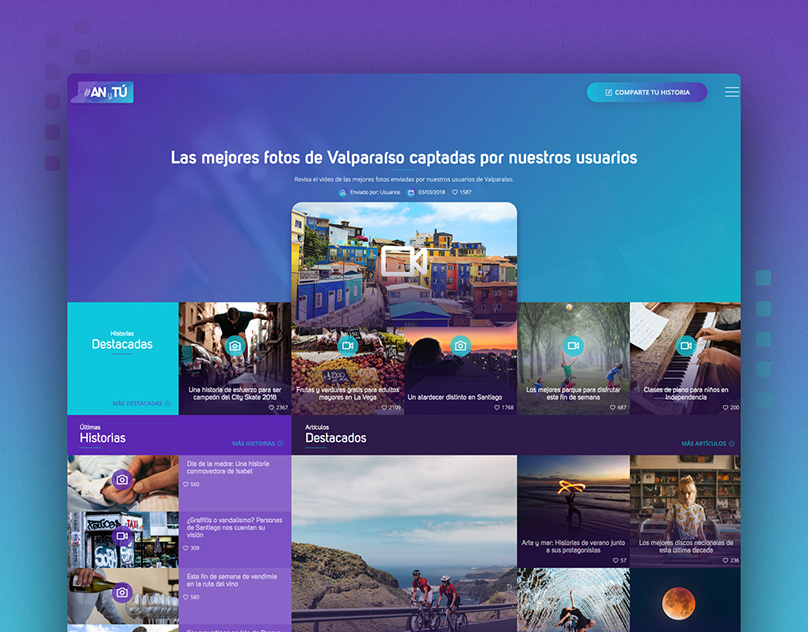 #AN y TÚ
COMPARTE TU HISTORIA
Las mejores fotos de Valparaíso captadas por nuestros usuarios
Revisa el video de las mejores fotos enviadas por nuestros usuarios de Valparaíso.
Enviado por: Usuarios 03/03/2018 1587
Historias
Destacadas
MÁS DESTACADAS
Una historia de esfuerzo para ser
campeón del City Skate 2018
2367
Frutas y verduras gratis para adultos
mayores en La Vega
2109
Un atardecer distinto en Santiago
1768
Los mejores parque para disfrutar
este fin de semana
687
Clases de piano para niños en
Independencia
200
Últimas
Historias
MÁS HISTORIAS
Artículos
Destacados
MÁS ARTÍCULOS
Día de la madre: Una historia
conmovedora de Isabel
560
¿Graffitis o vandalismo? Personas
de Santiago nos cuentan su
visión
309
Este fin de semana de vendimia
en la ruta del vino
580
Arte y mar: Historias de verano junto
a sus protagonistas
57
Los mejores discos nacionales de
esta última decada
236